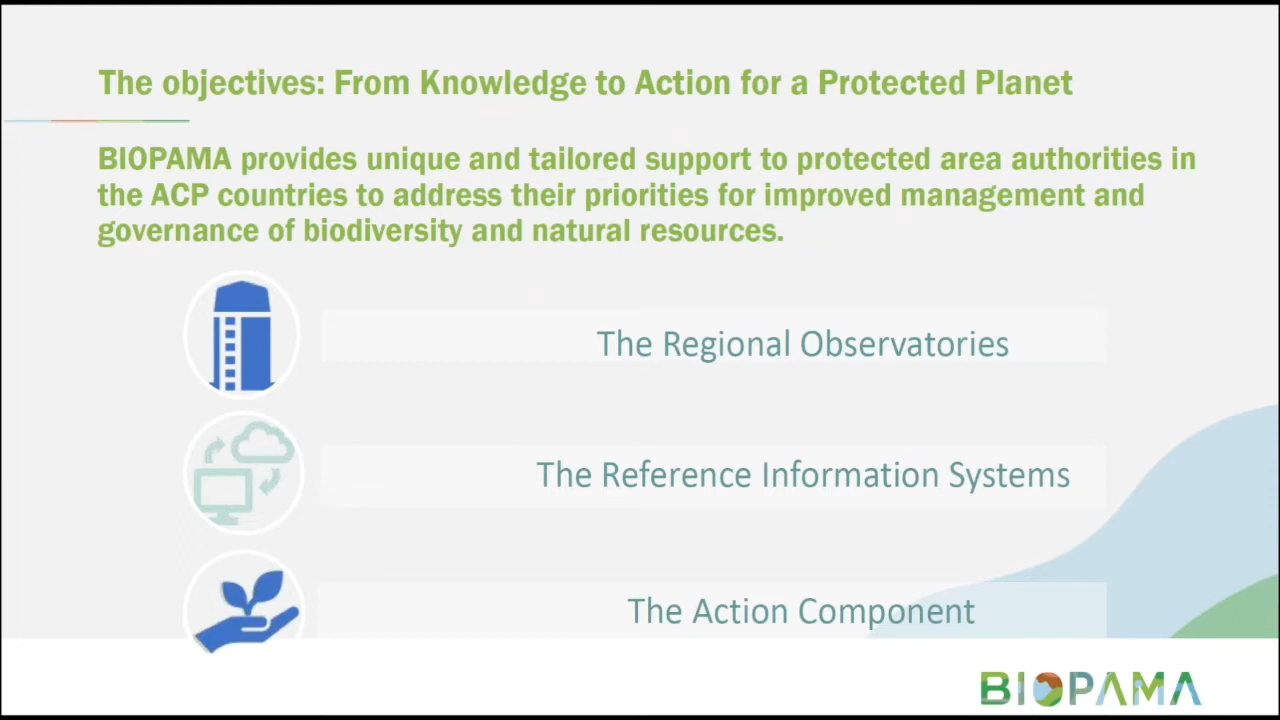 The objectives: From Knowledge to Action for a Protected Planet
BIOPAMA provides unique and tailored support to protected area authorities in
the ACP countries to address their priorities for improved management and
governance of biodiversity and natural resources.
The Regional Observatories
The Reference Information Systems
The Action Component
BIOPAMA